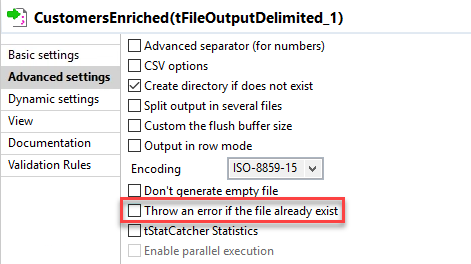 CustomersEnriched(tFileOutputDelimited_1)
Basic settings
Advanced settings
Dynamic settings
View
Documentation
Validation Rules
Advanced separator (for numbers)
CSV options
Create directory if does not exist
Split output in several files
Custom the flush buffer size
Output in row mode
Encoding ISO-8859-15
Don't generate empty file
Throw an error if the file already exist
tStatCatcher Statistics
Enable parallel execution